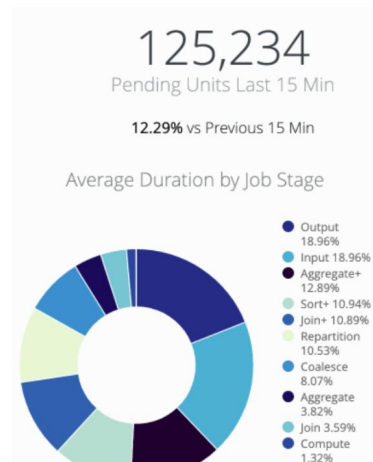 125,234
Pending Units Last 15 Min
12.29% vs Previous 15 Min
Average Duration by Job Stage
Output
18.96%
Input 18.96%
Aggregate+
12.89%
Sort+ 10.94%
Join+ 10.89%
Repartition
10.53%
Coalesce
8.07%
Aggregate
3.82%
Join 3.59%
Compute
1.32%